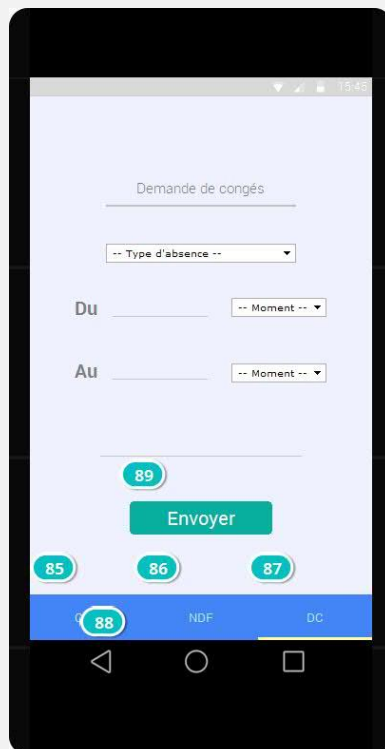 15:46
Demande de congés
-- Type d'absence --
Du
-- Moment --
Au
-- Moment --
89
Envoyer
85
86
87
88
NDF
DC